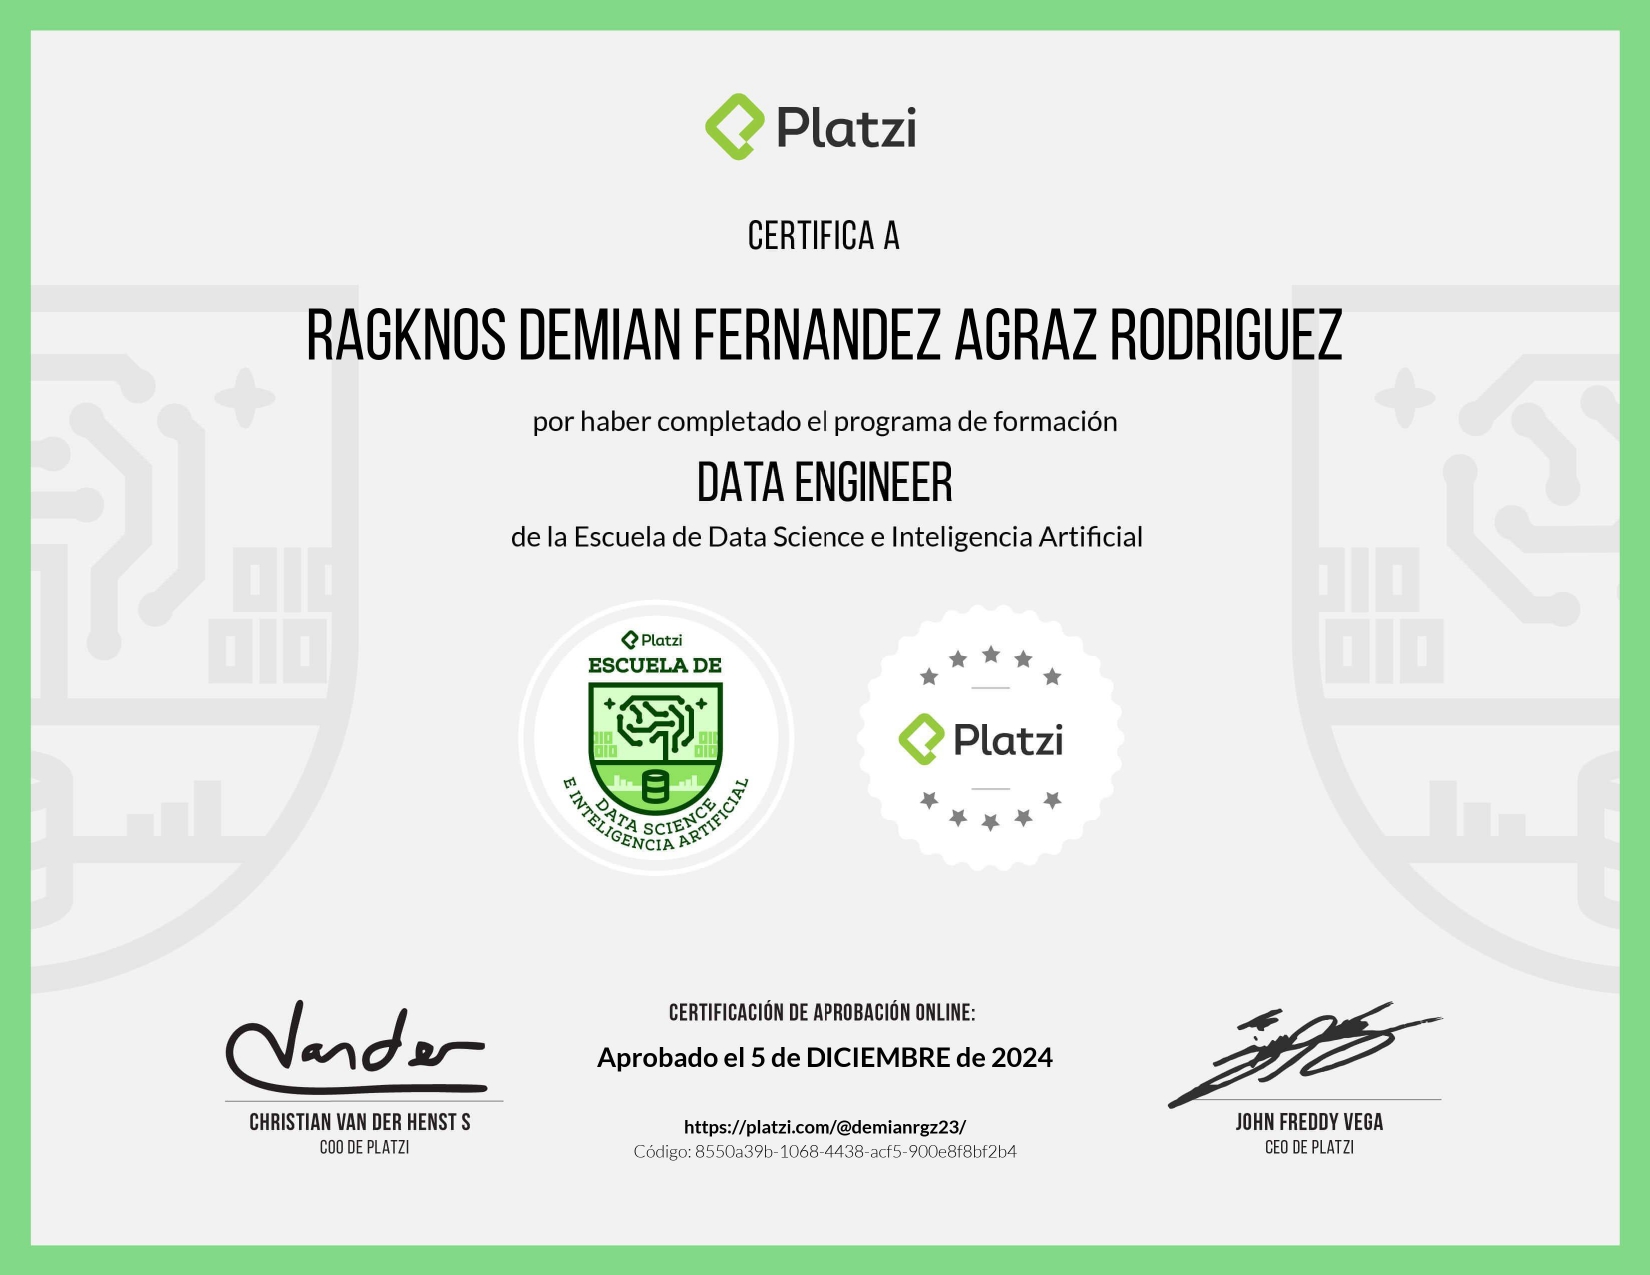 Platzi
CERTIFICA A
RAGKNOS DEMIAN FERNANDEZ AGRAZ RODRIGUEZ
por haber completado el programa de formación
DATA ENGINEER
de la Escuela de Data Science e Inteligencia Artificial
Platzi
ESCUELA DE
DATA SCIENCE
E INTELIGENCIA ARTIFICIAL
Platzi
Vander
CHRISTIAN VAN DER HENST S
COO DE PLATZI
CERTIFICACIÓN DE APROBACIÓN ONLINE:
Aprobado el 5 de DICIEMBRE de 2024
https://platzi.com/@demianrgz23/
Código: 8550a39b-1068-4438-acf5-900e8f8bf2b4
JOHN FREDDY VEGA
CEO DE PLATZI